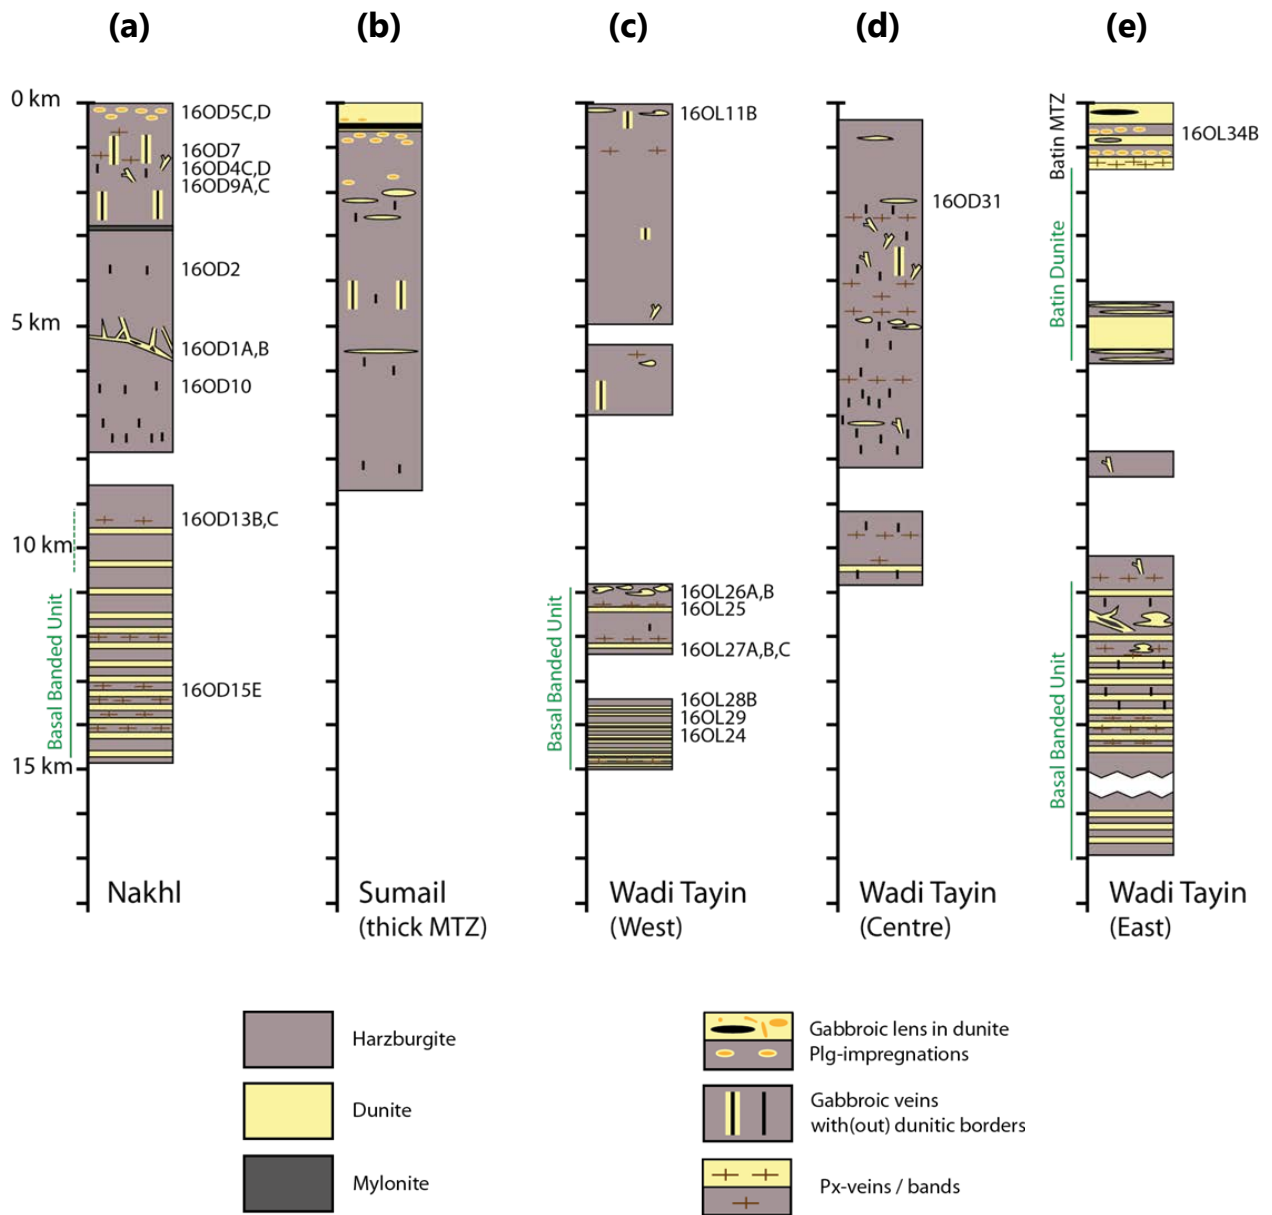 (a)
(b)
(c)
(d)
(e)
0 km
5 km
10 km
15 km
16OD5C,D
16OD7
16OD4C,D
16OD9A,C
16OD2
16OD1A,B
16OD10
16OD13B,C
16OD15E
Basal Banded Unit
Nakhl
Sumail
(thick MTZ)
16OL11B
16OL26A,B
16OL25
16OL27A,B,C
16OL28B
16OL29
16OL24
Basal Banded Unit
Wadi Tayin
(West)
16OD31
Wadi Tayin
(Centre)
Batin MTZ
16OL34B
Batin Dunite
Basal Banded Unit
Wadi Tayin
(East)
Harzburgite
Dunite
Mylonite
Gabbroic lens in dunite
Plg-impregnations
Gabbroic veins
with(out) dunitic borders
Px-veins / bands